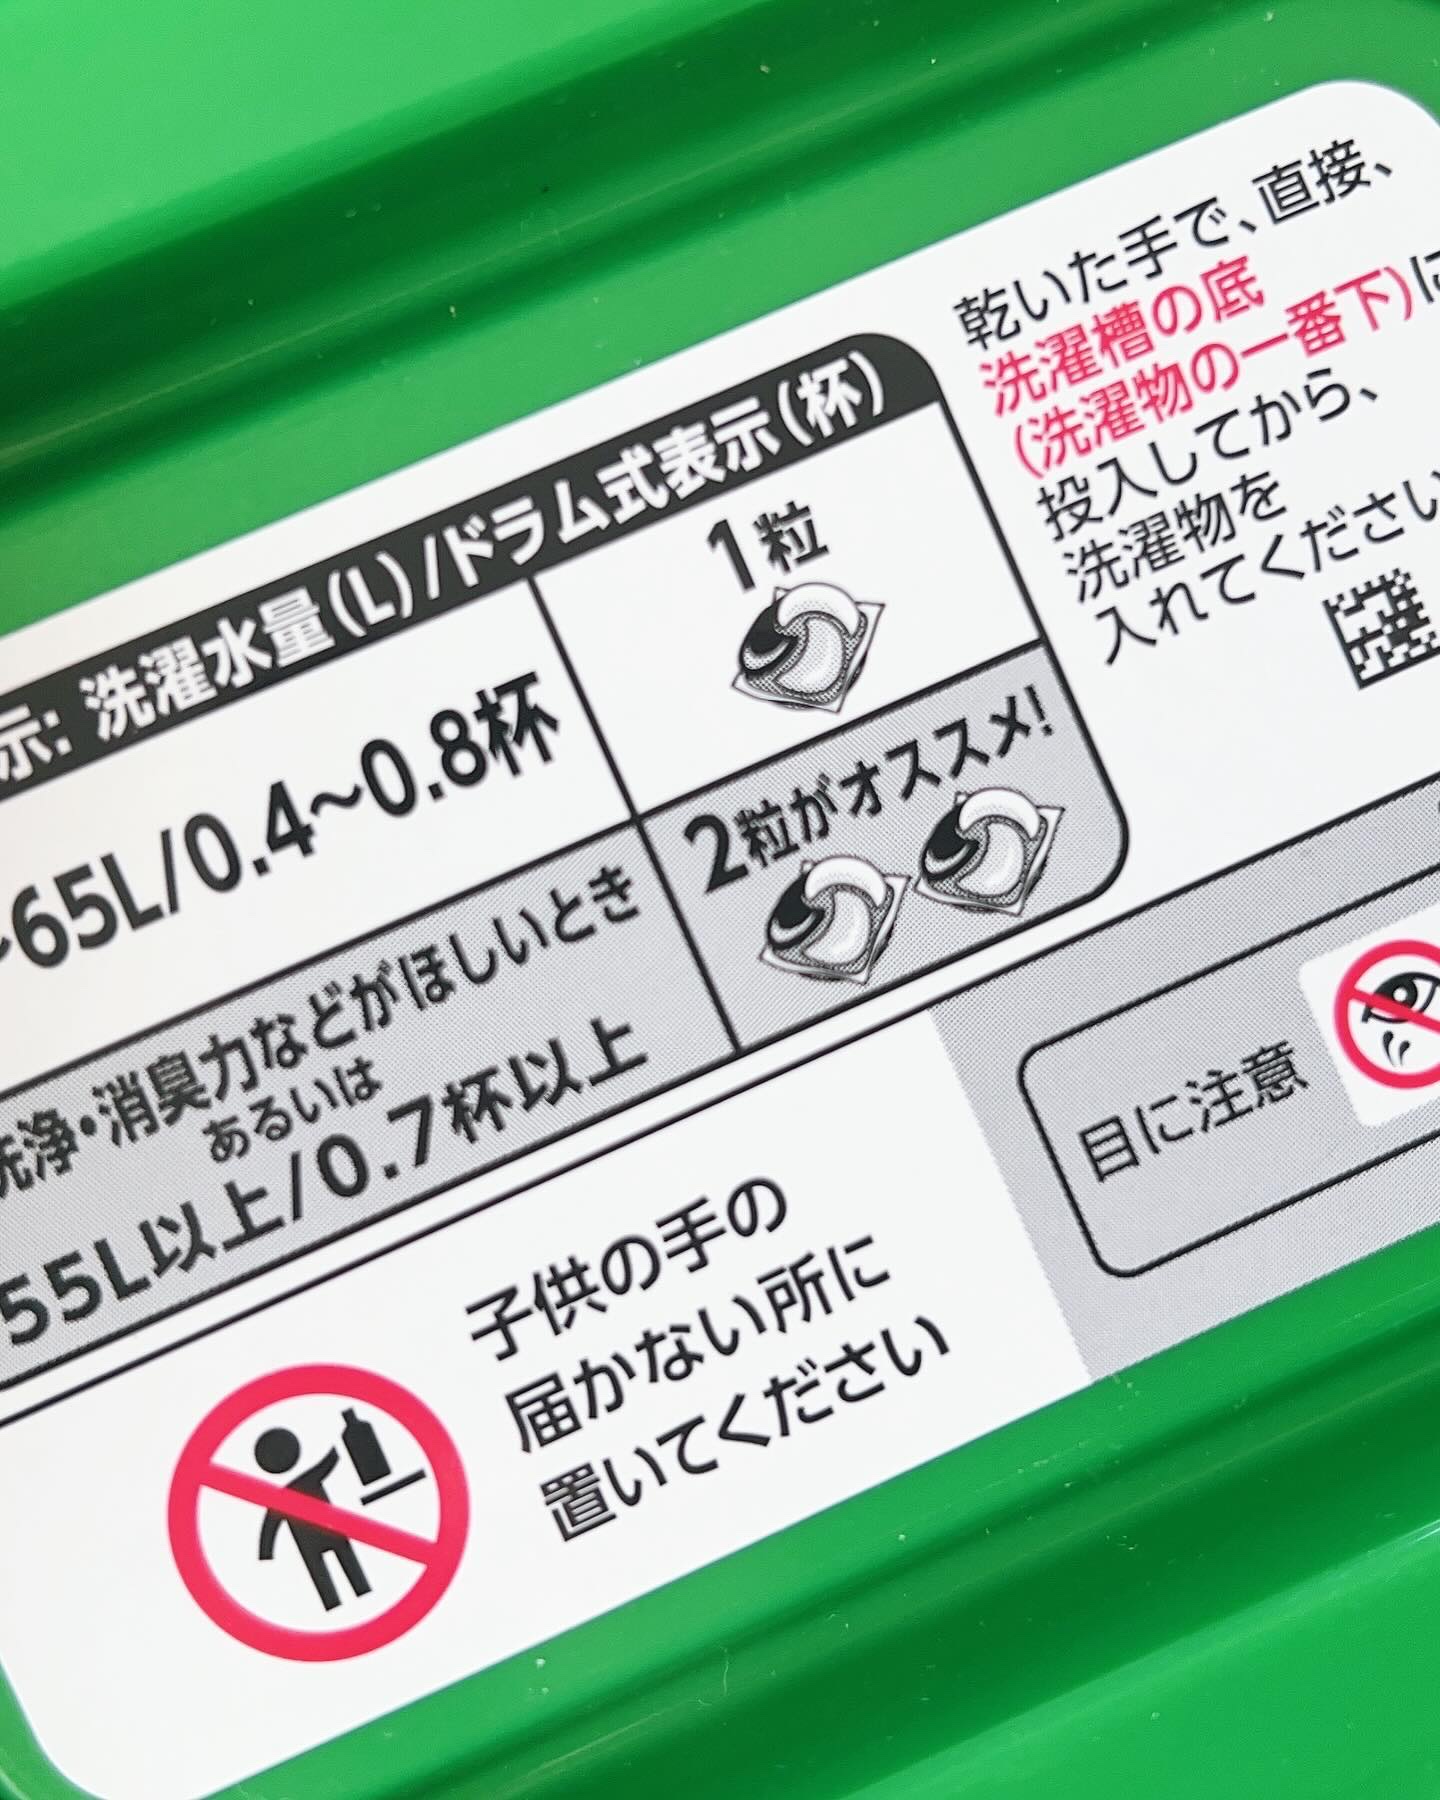 示: 洗濯水量(L)/ドラム式表示(杯)
~65L/0.4~0.8杯
1粒
洗浄・消臭力などがほしいとき
あるいは
55L以上/0.7杯以上
2粒がオススメ!
乾いた手で、直接、
洗濯槽の底
(洗濯物の一番下)に
投入してから、
洗濯物を
入れてください
子供の手の
届かない所に
置いてください
目に注意